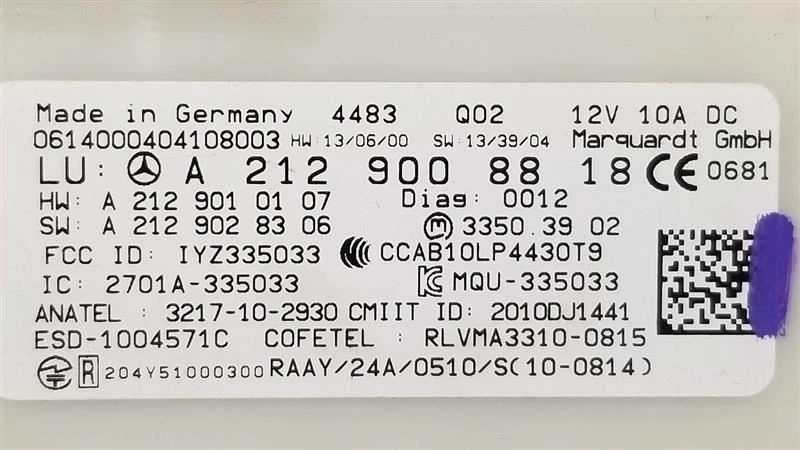 Made in Germany 4483 Q02 12V 10A DC
0614000404108003 HW:13/06/00 SW:13/39/04 Marquardt GmbH
LU: A 212 900 88 18 CE 0681
HW: A 212 901 01 07 Diag: 0012
SW: A 212 902 83 06 m 3350.3902
FCC ID: IYZ335033 CCAB10LP4430T9
IC: 2701A-335033 MQU-335033
ANATEL : 3217-10-2930 CMIIT ID: 2010DJ1441
ESD-1004571C COFETEL : RLVMA3310-0815
R 204Y51000300 RAAY/24A/0510/S(10-0814)